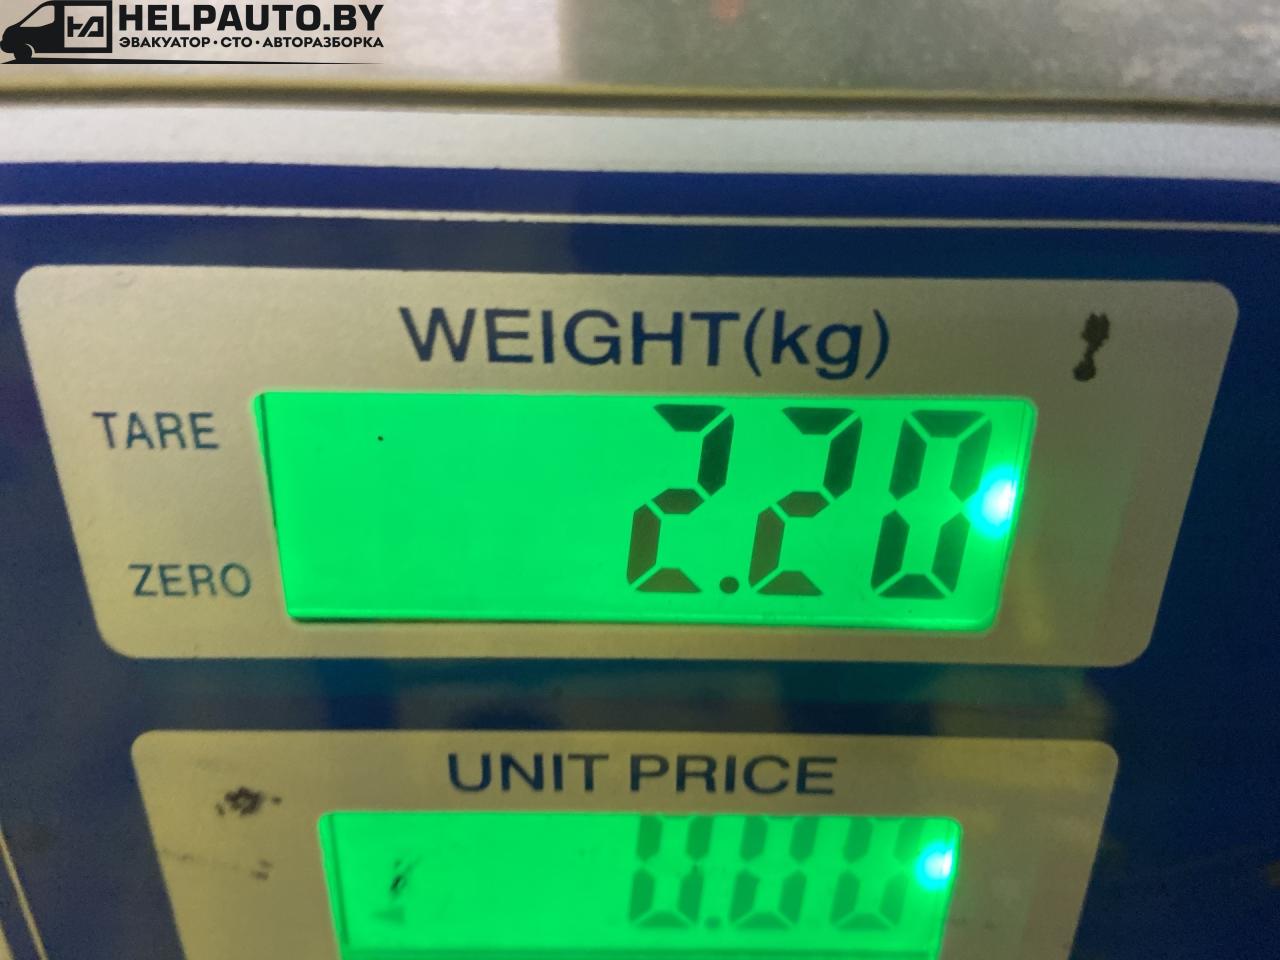 HELPAUTO.BY
ЭВАКУАТОР·СТО·АВТОРАЗБОРКА
WEIGHT(kg)
TARE
2.20
ZERO
UNIT PRICE
0.00